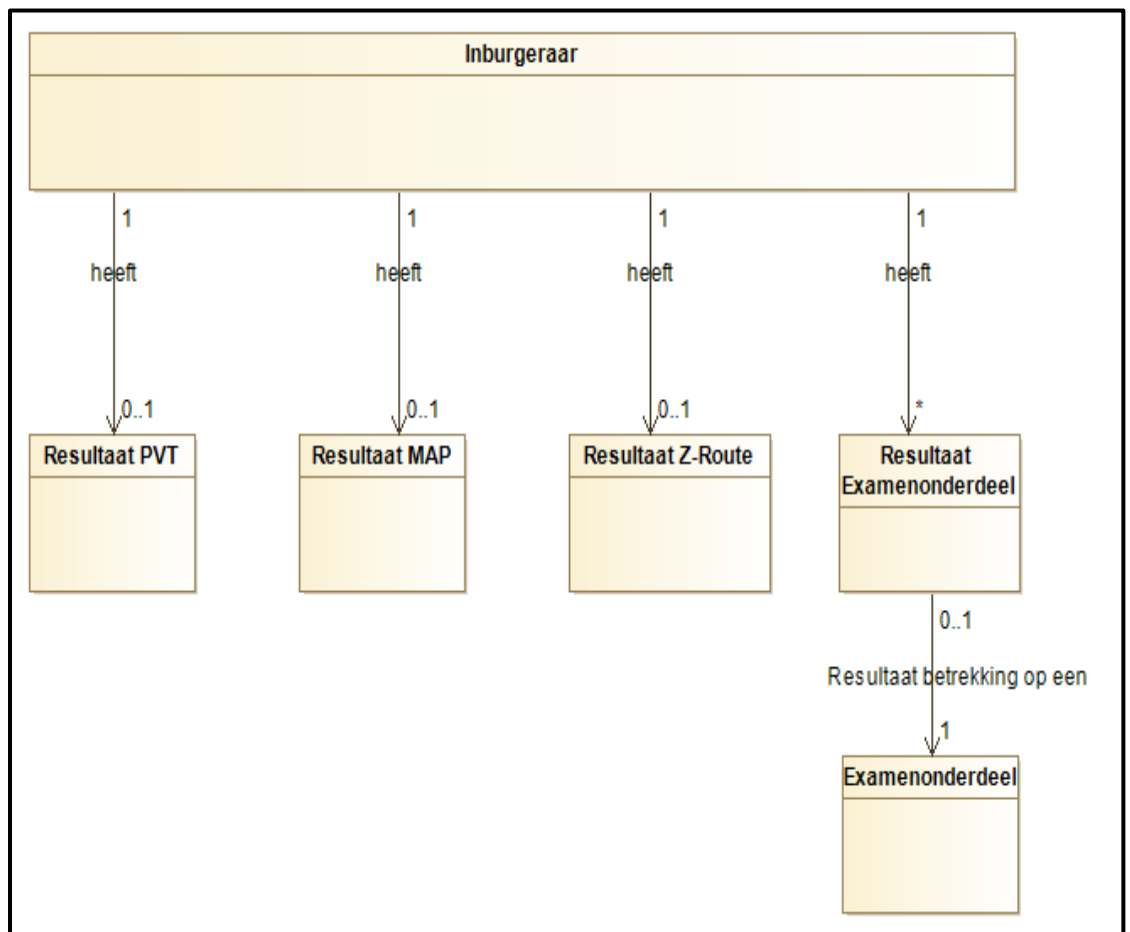 Inburgeraar
1 1 1 1
heeft heeft heeft heeft
0..1 0..1 0..1 *
Resultaat PVT
Resultaat MAP
Resultaat Z-Route
Resultaat
Examenonderdeel
0..1
Resultaat betrekking op een
1
Examenonderdeel